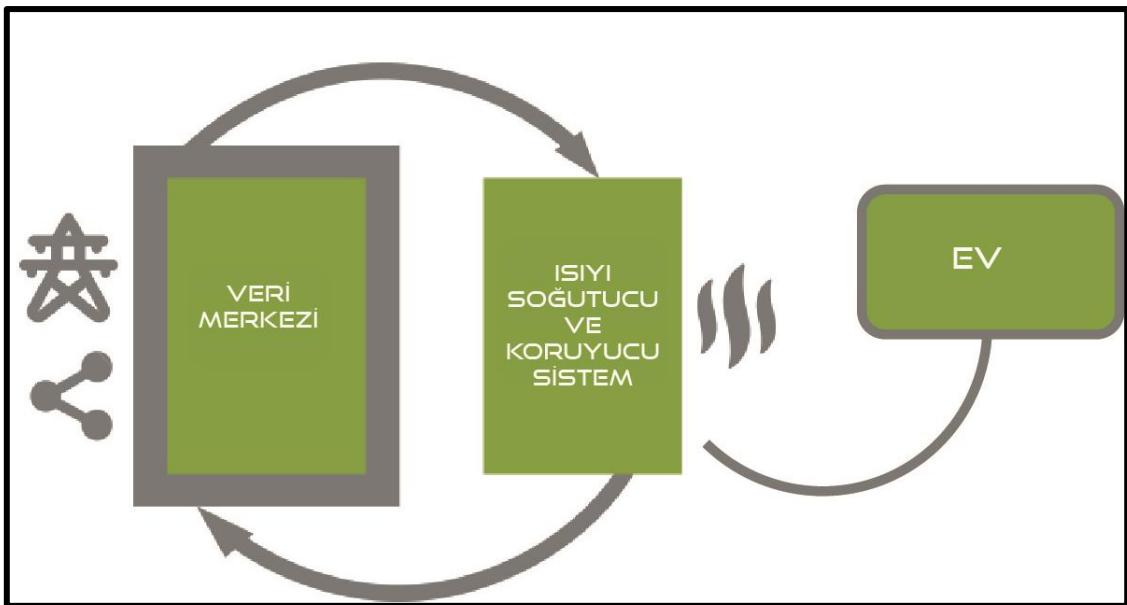 VERİ
MERKEZİ
ISIYI
SOĞUTUCU
VE
KORUYUCU
SİSTEM
EV